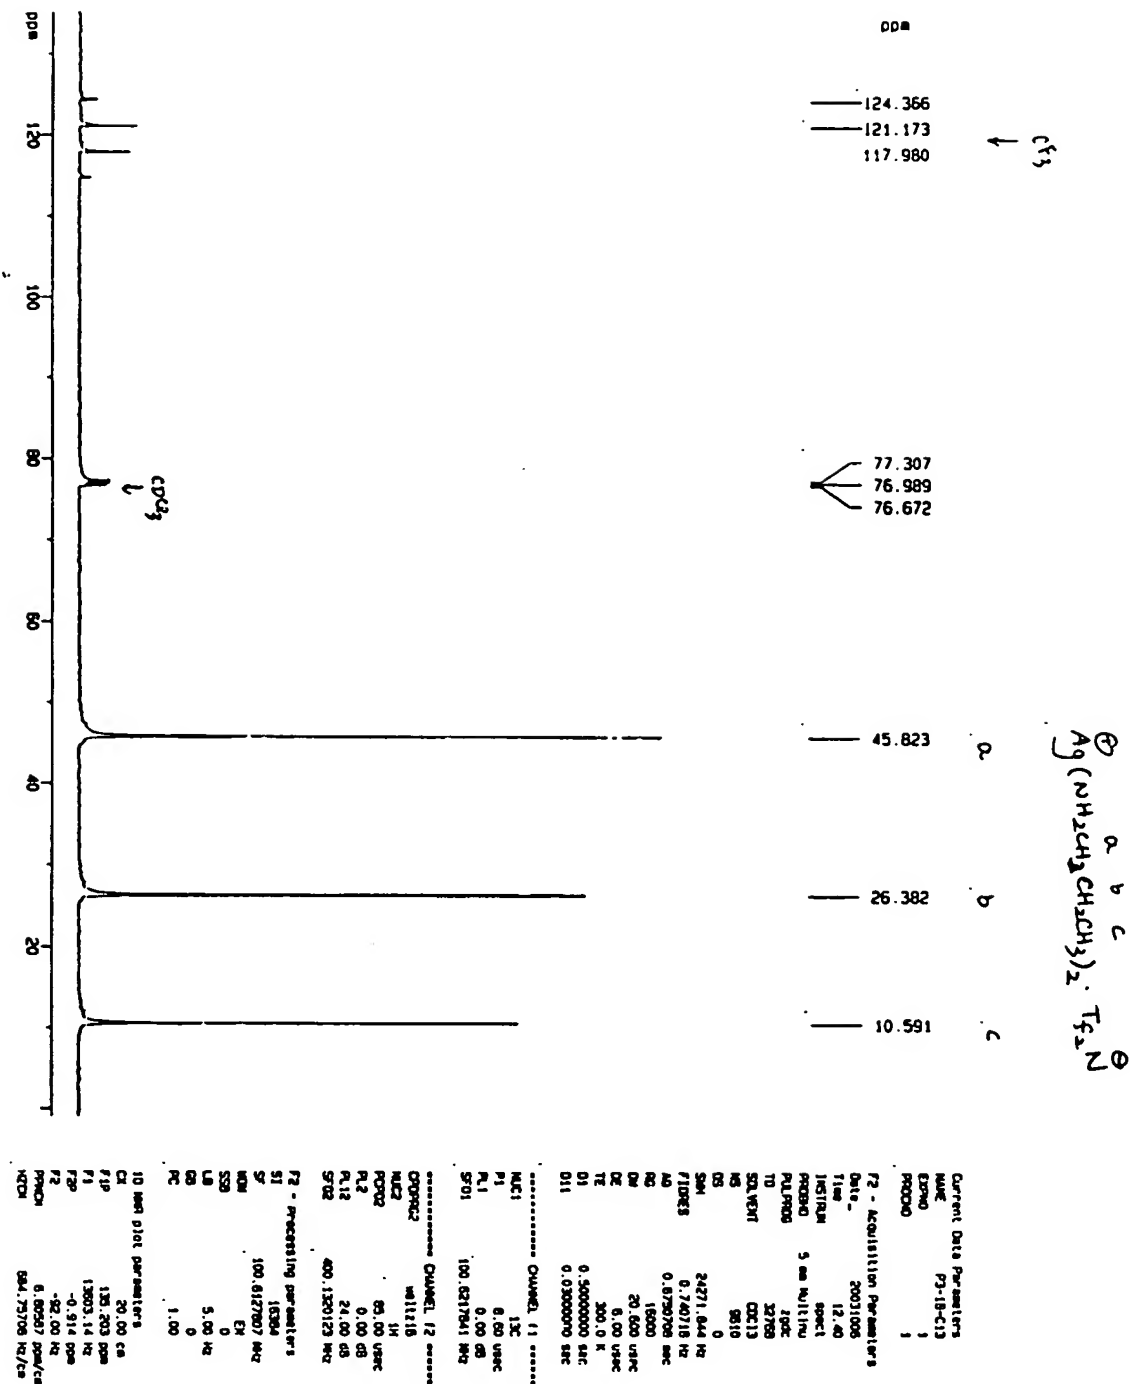 ppm
124.366
121.173
117.980
CF3
77.307
76.989
76.672
CDCl3
45.823
26.382
10.591
a
b
c
⊕ a b c ⊖
Ag(NH2CH2CH2CH3)2 · Tf2N
ppm
120
100
80
60
40
20
Current Data Parameters
NAME P3-18-C13
EXPNO 1
PROCNO 1
F2 - Acquisition Parameters
Date_ 20031006
Time 12.40
INSTRUM spect
PROBHD 5 mm Multinu
PULPROG zgdc
TD 32768
SOLVENT CDCl3
NS 9510
DS 0
SWH 24271.844 Hz
FIDRES 0.740718 Hz
AQ 0.6750708 sec
RG 16000
DW 20.600 usec
DE 6.00 usec
TE 300.0 K
D1 0.50000000 sec
D11 0.03000000 sec
======== CHANNEL f1 ========
NUC1 13C
P1 8.60 usec
PL1 0.00 dB
SFO1 100.6217841 MHz
======== CHANNEL f2 ========
CPDPRG2 waltz16
NUC2 1H
PCPD2 85.00 usec
PL2 0.00 dB
PL12 24.00 dB
SFO2 400.1320123 MHz
F2 - Processing parameters
SI 16384
SF 100.6127807 MHz
WDW EM
SSB 0
LB 5.00 Hz
GB 0
PC 1.00
1D NMR plot parameters
CX 20.00 cm
F1P 135.203 ppm
F1 13603.14 Hz
F2P -0.914 ppm
F2 -92.00 Hz
PPMCM 6.80587 ppm/cm
HZCM 684.75706 Hz/cm